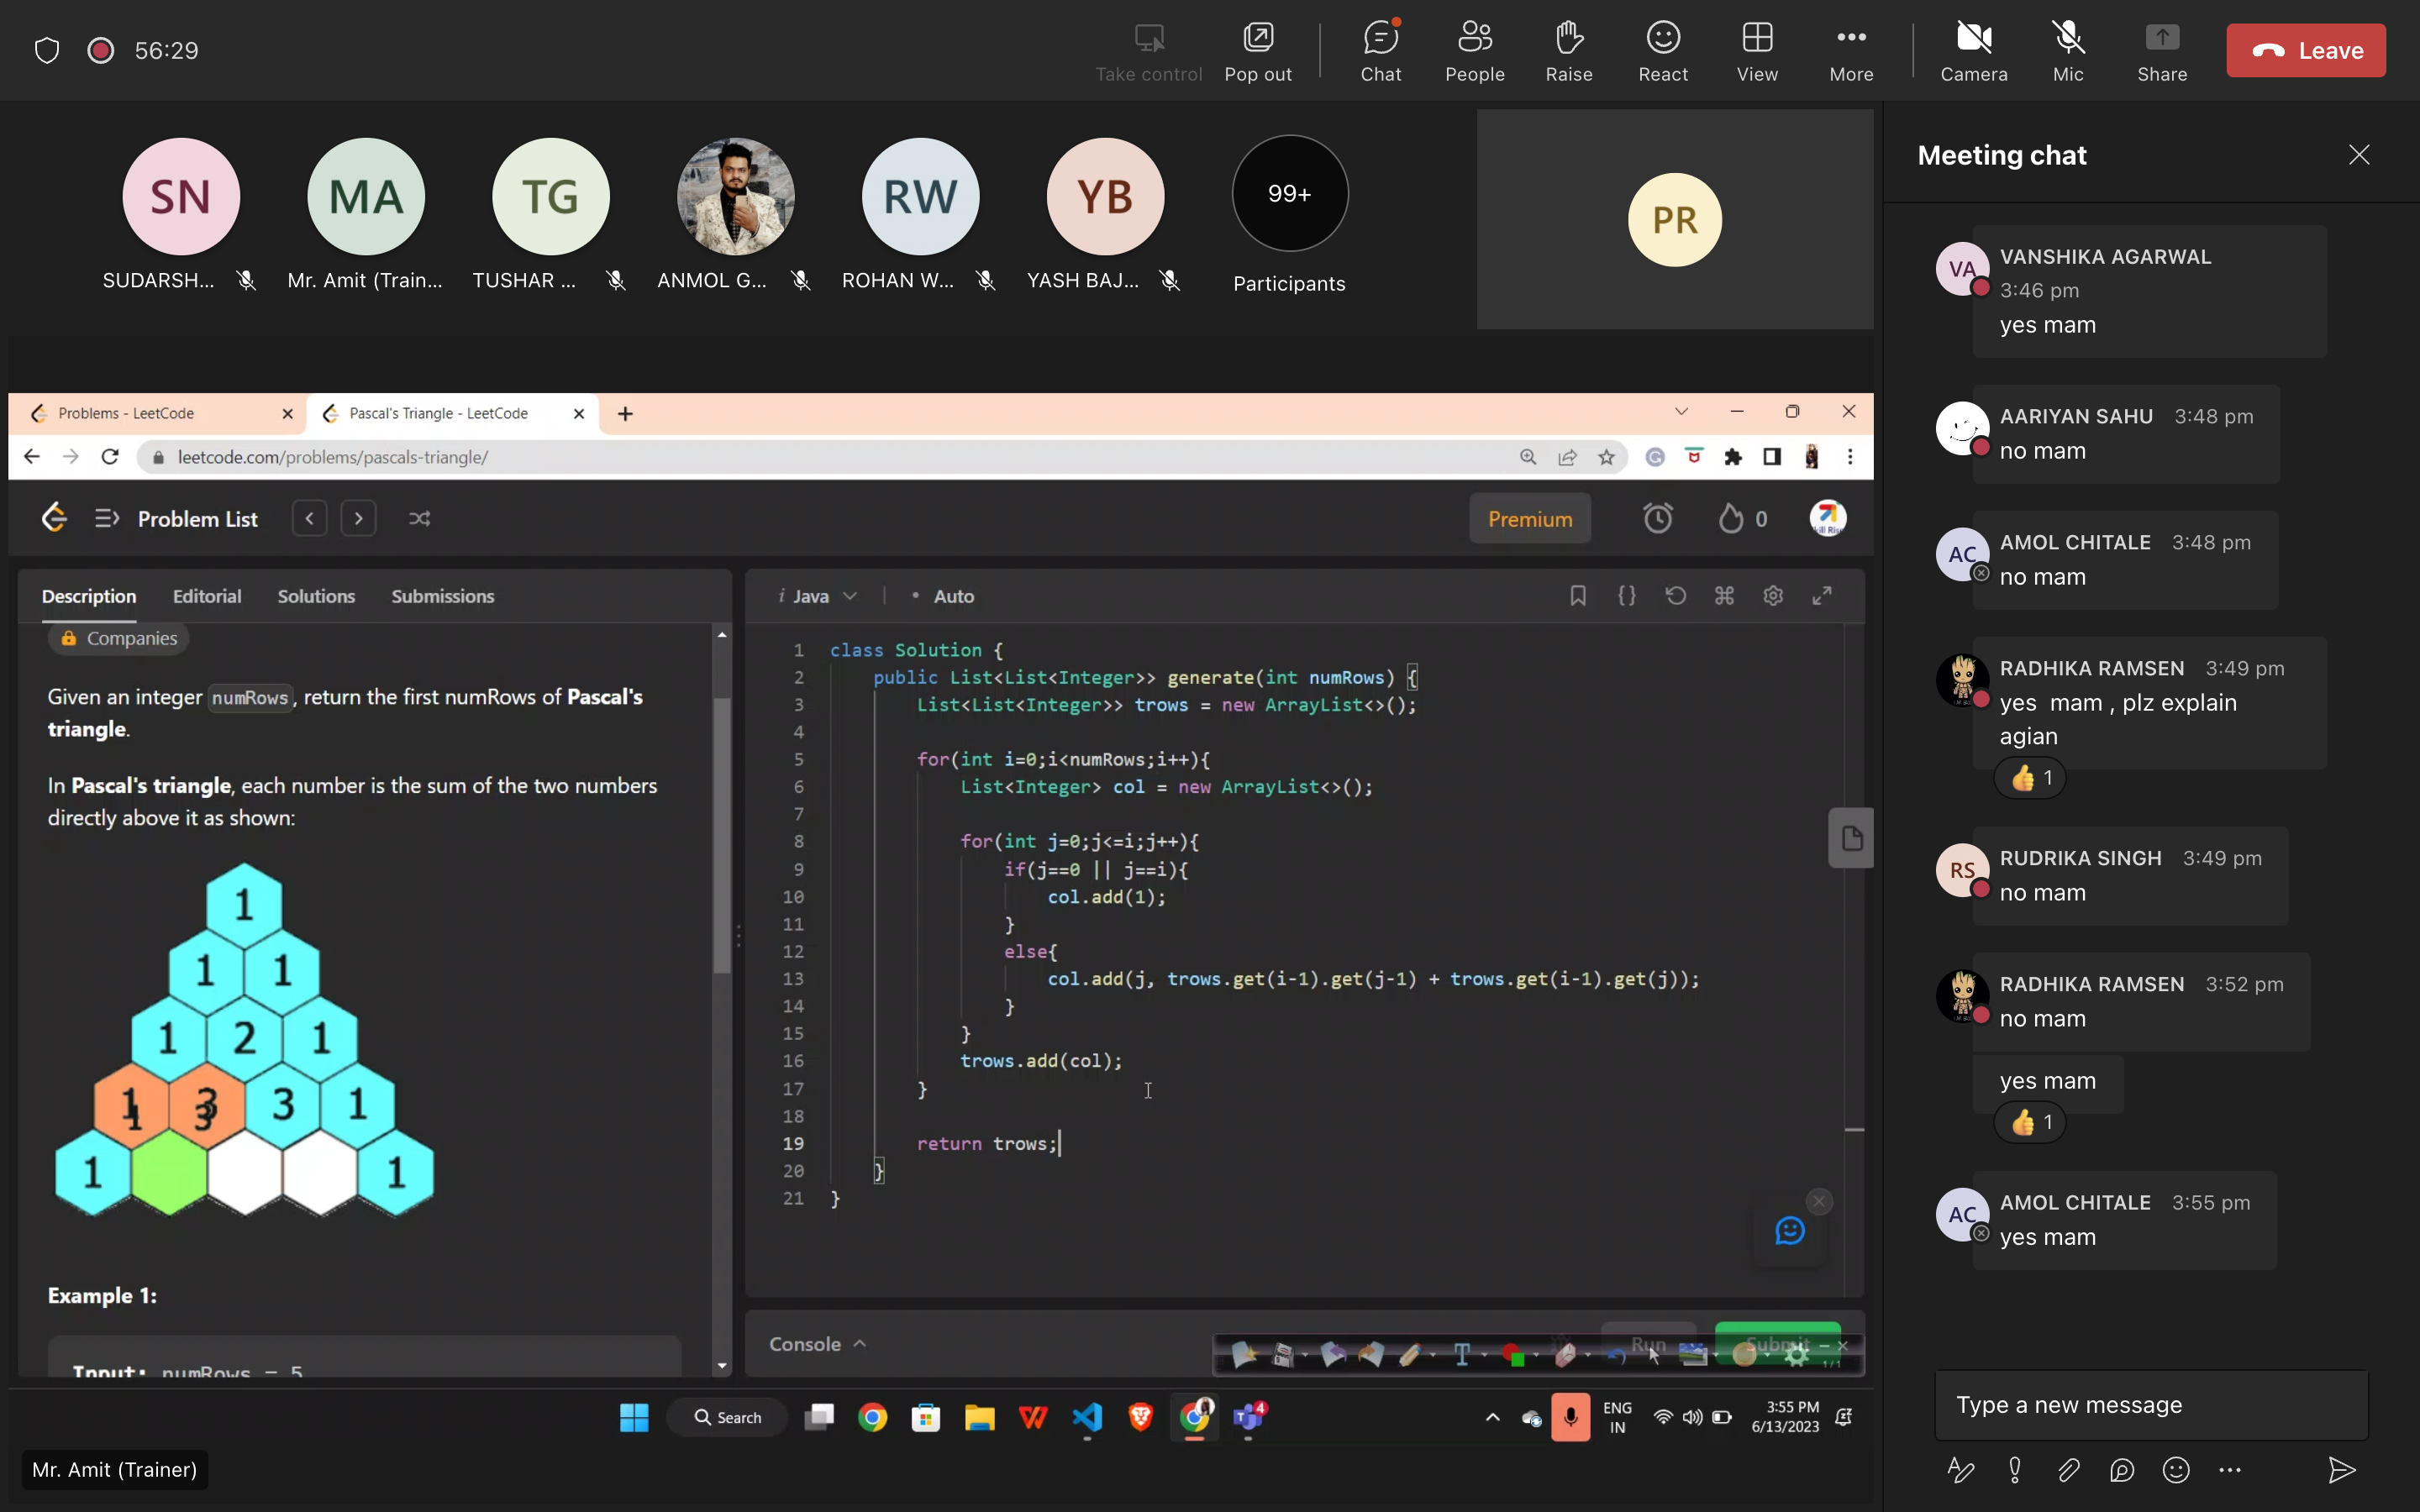 56:29
Take control
Pop out
Chat
People
Raise
React
View
More
Camera
Mic
Share
Leave
SN
MA
TG
RW
YB
99+
PR
SUDARSH...
Mr. Amit (Train...
TUSHAR ...
ANMOL G...
ROHAN W...
YASH BAJ...
Participants
Problems - LeetCode
Pascal's Triangle - LeetCode
leetcode.com/problems/pascals-triangle/
Problem List
Premium
0
Description
Editorial
Solutions
Submissions
Companies
Given an integer numRows, return the first numRows of Pascal's
triangle.
In Pascal's triangle, each number is the sum of the two numbers
directly above it as shown:
1
1 1
1 2 1
1 3 3 1
1 1
Example 1:
Input: numRows = 5
i Java
Auto
1 class Solution {
2 public List<List<Integer>> generate(int numRows) {
3 List<List<Integer>> trows = new ArrayList<>();
4
5 for(int i=0;i<numRows;i++){
6 List<Integer> col = new ArrayList<>();
7
8 for(int j=0;j<=i;j++){
9 if(j==0 || j==i){
10 col.add(1);
11 }
12 else{
13 col.add(j, trows.get(i-1).get(j-1) + trows.get(i-1).get(j));
14 }
15 }
16 trows.add(col);
17 }
18
19 return trows;
20 }
21 }
Console
Run
Submit
1/1
Search
4
ENG
IN
3:55 PM
6/13/2023
Mr. Amit (Trainer)
Meeting chat
VA
VANSHIKA AGARWAL
3:46 pm
yes mam
AARIYAN SAHU 3:48 pm
no mam
AC
AMOL CHITALE 3:48 pm
no mam
RADHIKA RAMSEN 3:49 pm
yes mam , plz explain
agian
👍 1
RS
RUDRIKA SINGH 3:49 pm
no mam
RADHIKA RAMSEN 3:52 pm
no mam
yes mam
👍 1
AC
AMOL CHITALE 3:55 pm
yes mam
Type a new message